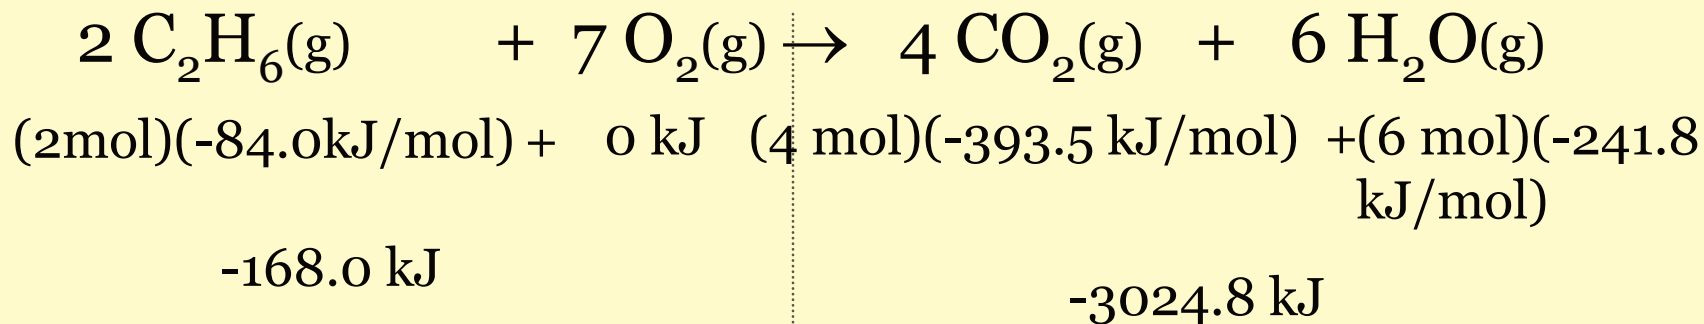 2 C₂H₆(g) + 7 O₂(g) → 4 CO₂(g) + 6 H₂O(g)
(2mol)(-84.0kJ/mol) + 0 kJ (4 mol)(-393.5 kJ/mol) +(6 mol)(-241.8
kJ/mol)
-168.0 kJ
-3024.8 kJ